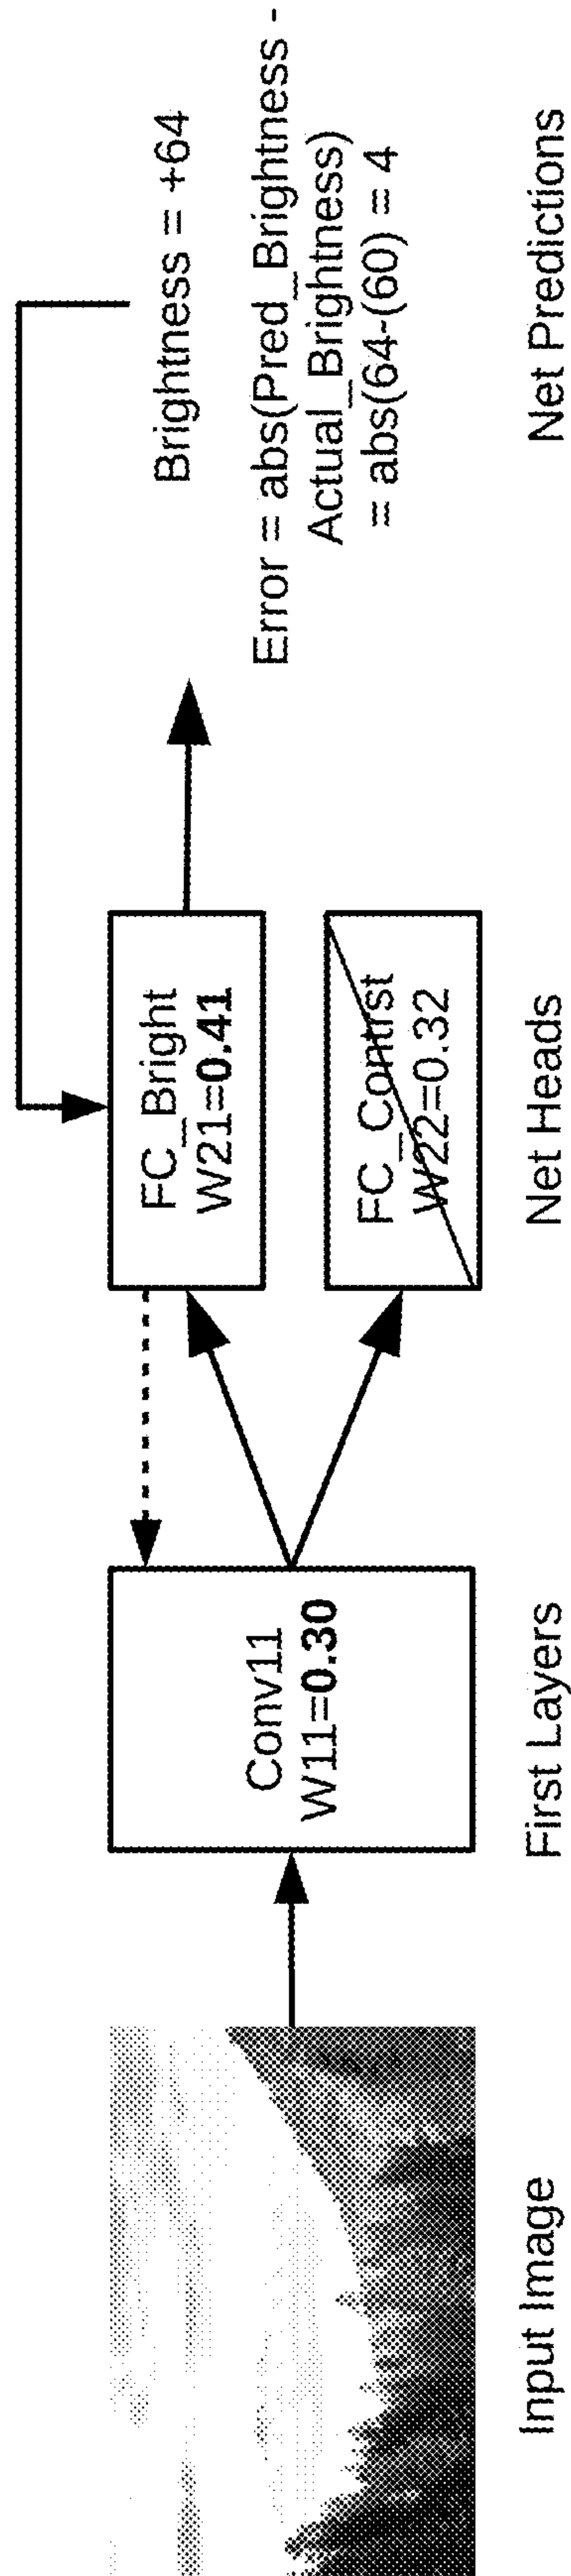 Input Image
Conv11
W11=0.30
First Layers
FC_Bright
W21=0.41
FC_Contrst
W22=0.32
Net Heads
Brightness = +64
Error = abs(Pred_Brightness -
Actual_Brightness)
= abs(64-(60) = 4
Net Predictions